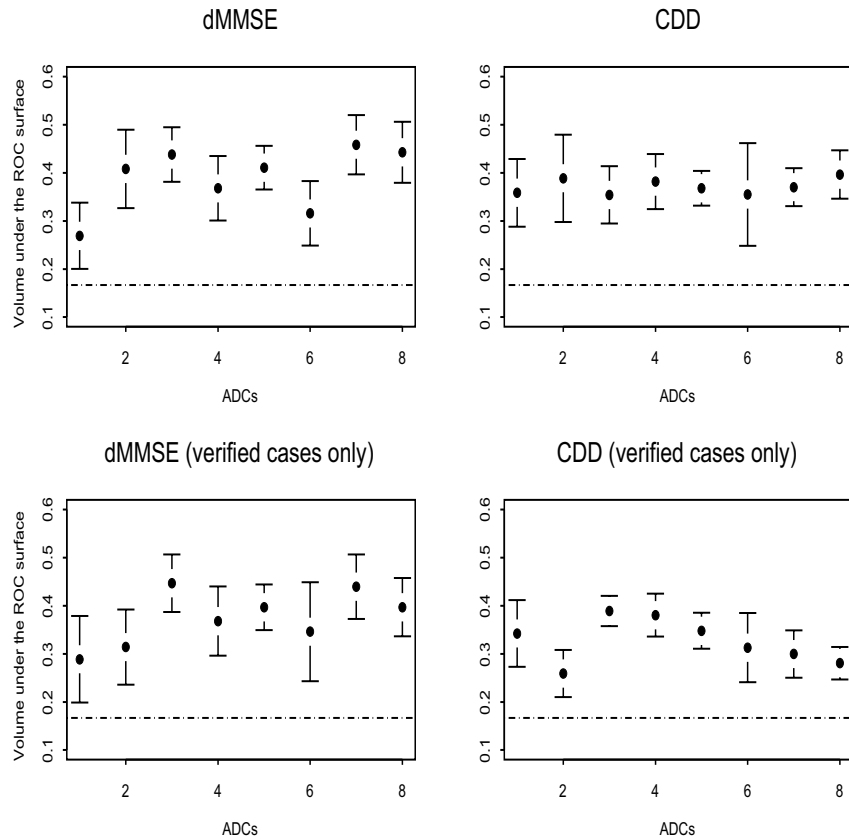 dMMSE
Volume under the ROC surface
0.1 0.2 0.3 0.4 0.5 0.6
2 4 6 8
ADCs
CDD
0.1 0.2 0.3 0.4 0.5 0.6
2 4 6 8
ADCs
dMMSE (verified cases only)
Volume under the ROC surface
0.1 0.2 0.3 0.4 0.5 0.6
2 4 6 8
ADCs
CDD (verified cases only)
0.1 0.2 0.3 0.4 0.5 0.6
2 4 6 8
ADCs